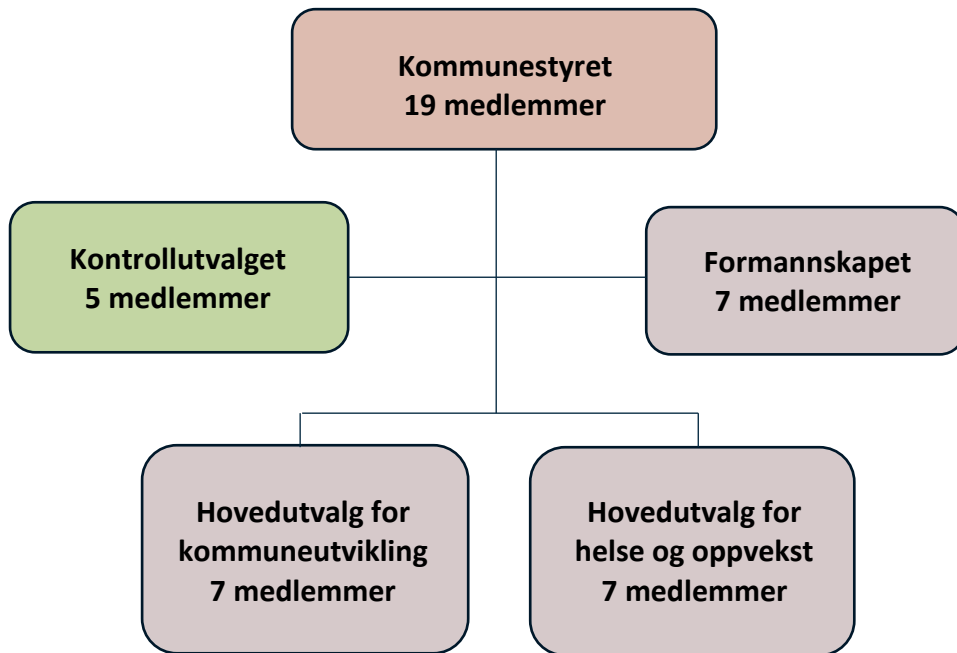 Kommunestyret
19 medlemmer
Kontrollutvalget
5 medlemmer
Formannskapet
7 medlemmer
Hovedutvalg for
kommuneutvikling
7 medlemmer
Hovedutvalg for
helse og oppvekst
7 medlemmer